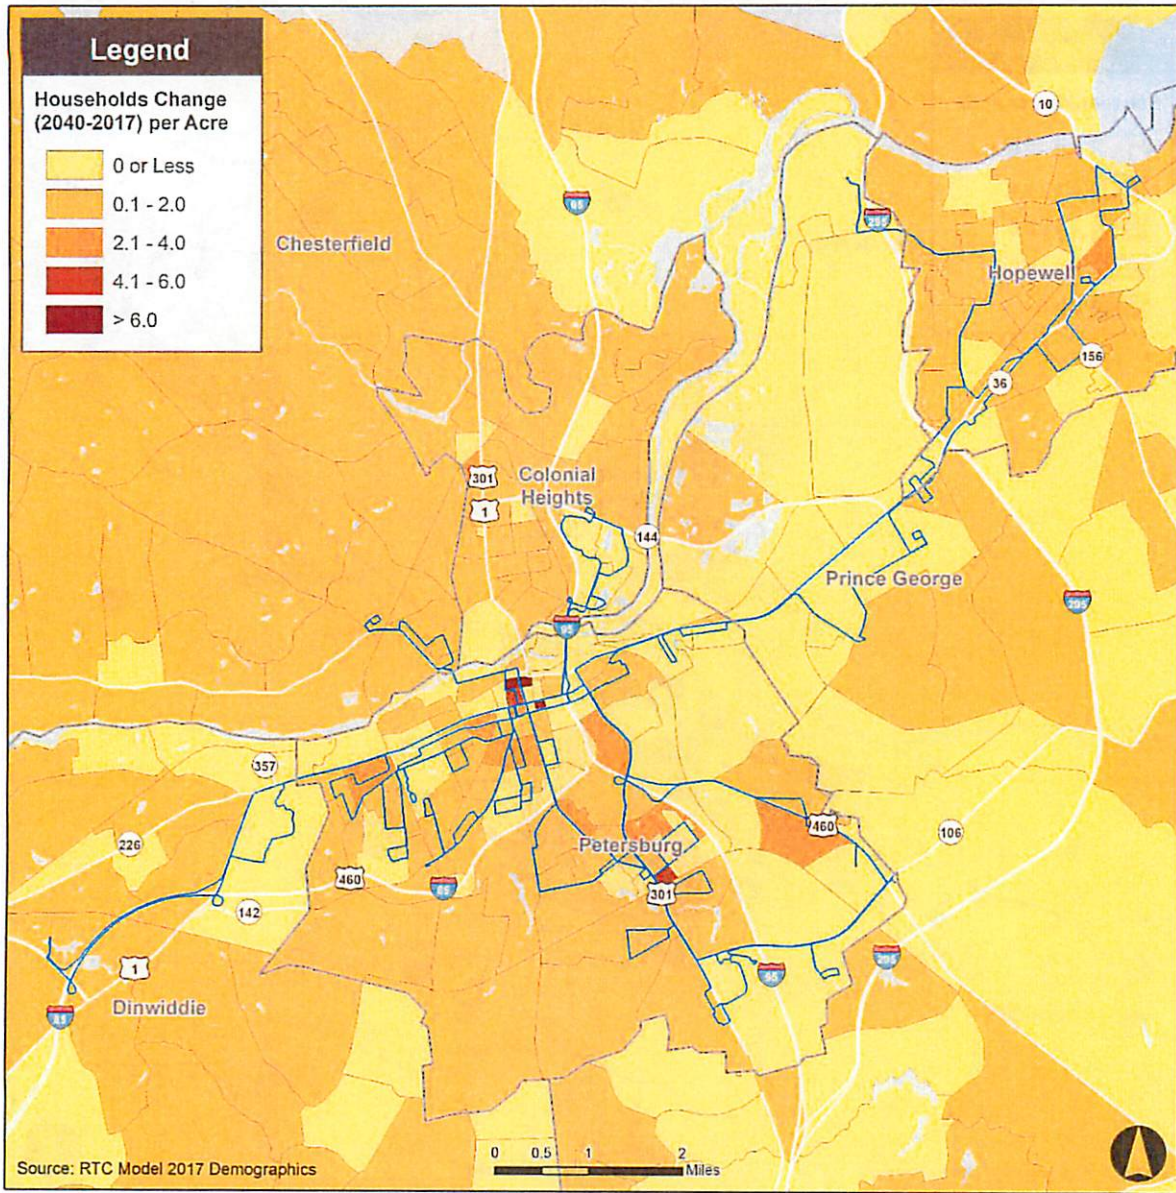 Legend
Households Change
(2040-2017) per Acre
0 or Less
0.1 - 2.0
2.1 - 4.0
4.1 - 6.0
> 6.0
10
95
295
Chesterfield
Hopewell
156
36
301
Colonial
Heights
1
144
Prince George
295
95
357
226
460
106
Petersburg
460
85
301
142
295
95
1
Dinwiddie
85
0 0.5 1 2
Miles
Source: RTC Model 2017 Demographics